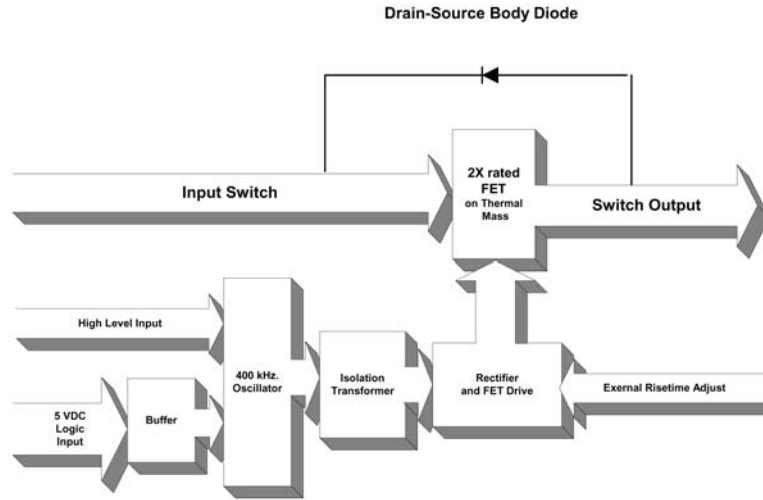 Drain-Source Body Diode
Input Switch
2X rated
FET
on Thermal
Mass
Switch Output
High Level Input
400 kHz.
Oscillator
Isolation
Transformer
Rectifier
and FET Drive
Exernal Risetime Adjust
5 VDC
Logic
Input
Buffer